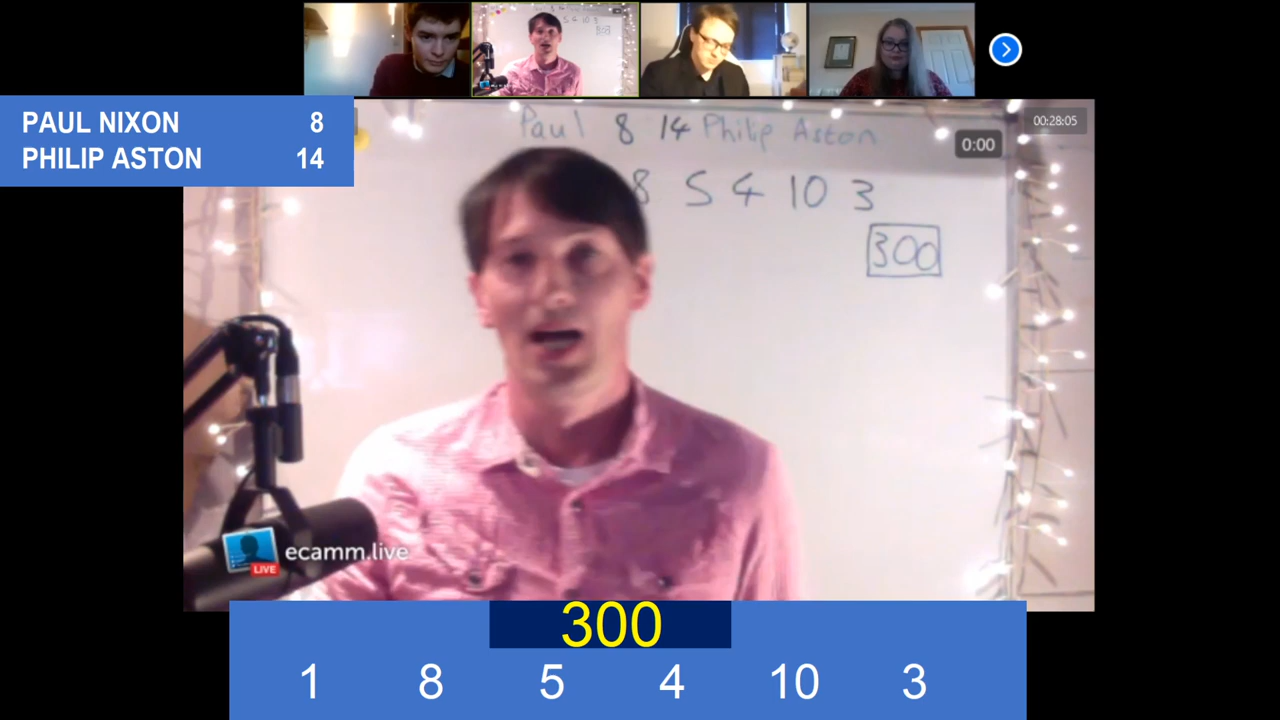 PAUL NIXON 8
PHILIP ASTON 14
00:28:05
0:00
Paul 8 14 Philip Aston
8 5 4 10 3
300
ecamm.live
LIVE
300
1 8 5 4 10 3